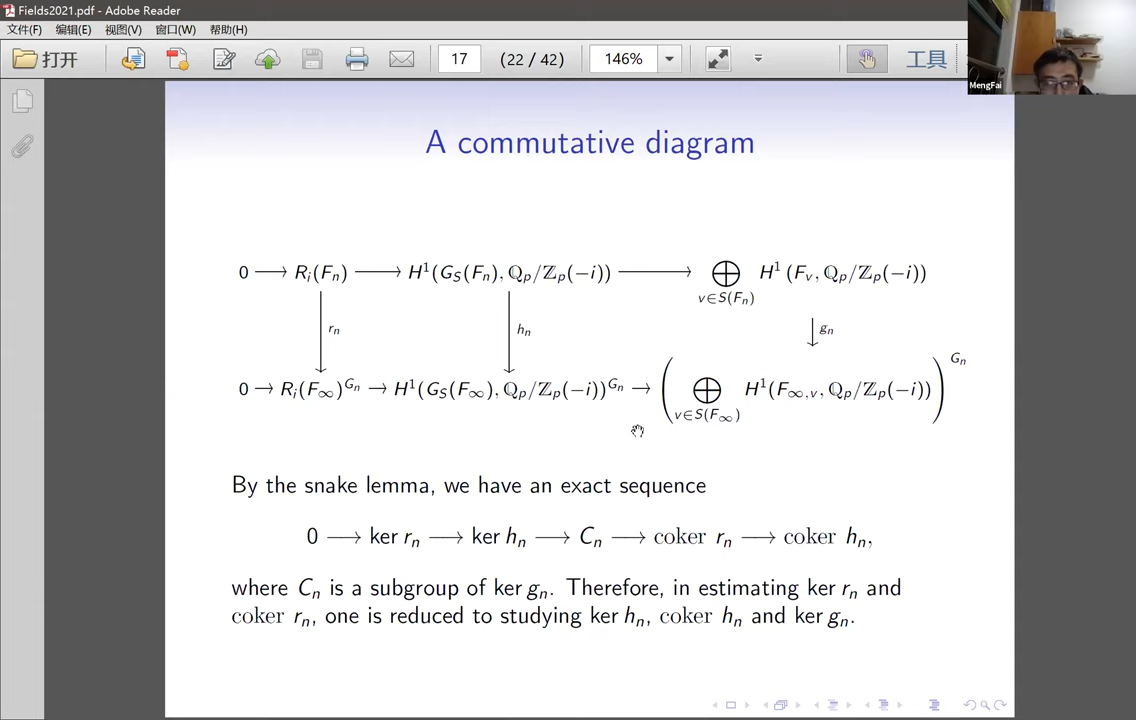 Fields2021.pdf - Adobe Reader
文件(F) 编辑(E) 视图(V) 窗口(W) 帮助(H)
打开 17 (22 / 42) 146% 工具
MengFai
A commutative diagram
0 ⟶ R_i(F_n) ⟶ H^1(G_S(F_n), ℚ_p/ℤ_p(−i)) ⟶ ⊕_{v∈S(F_n)} H^1(F_v, ℚ_p/ℤ_p(−i))
↓ r_n ↓ h_n ↓ g_n
0 → R_i(F_∞)^{G_n} → H^1(G_S(F_∞), ℚ_p/ℤ_p(−i))^{G_n} → (⊕_{v∈S(F_∞)} H^1(F_{∞,v}, ℚ_p/ℤ_p(−i)))^{G_n}
By the snake lemma, we have an exact sequence
0 ⟶ ker r_n ⟶ ker h_n ⟶ C_n ⟶ coker r_n ⟶ coker h_n,
where C_n is a subgroup of ker g_n. Therefore, in estimating ker r_n and
coker r_n, one is reduced to studying ker h_n, coker h_n and ker g_n.